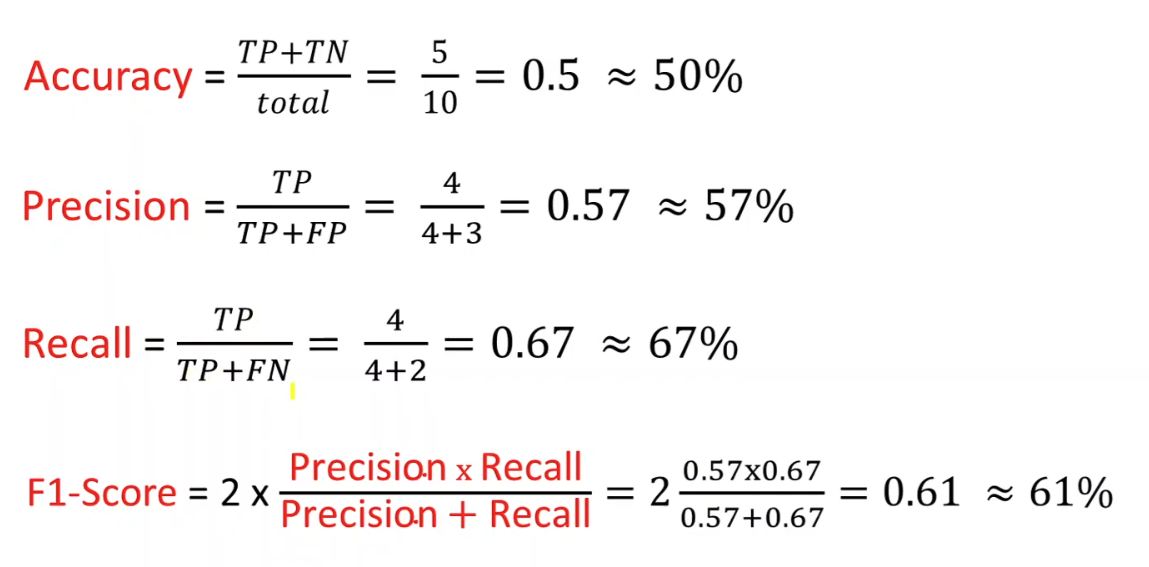 Accuracy = TP+TN/total = 5/10 = 0.5 ≈ 50%
Precision = TP/TP+FP = 4/4+3 = 0.57 ≈ 57%
Recall = TP/TP+FN = 4/4+2 = 0.67 ≈ 67%
F1-Score = 2 x Precision x Recall/Precision + Recall = 2 0.57x0.67/0.57+0.67 = 0.61 ≈ 61%